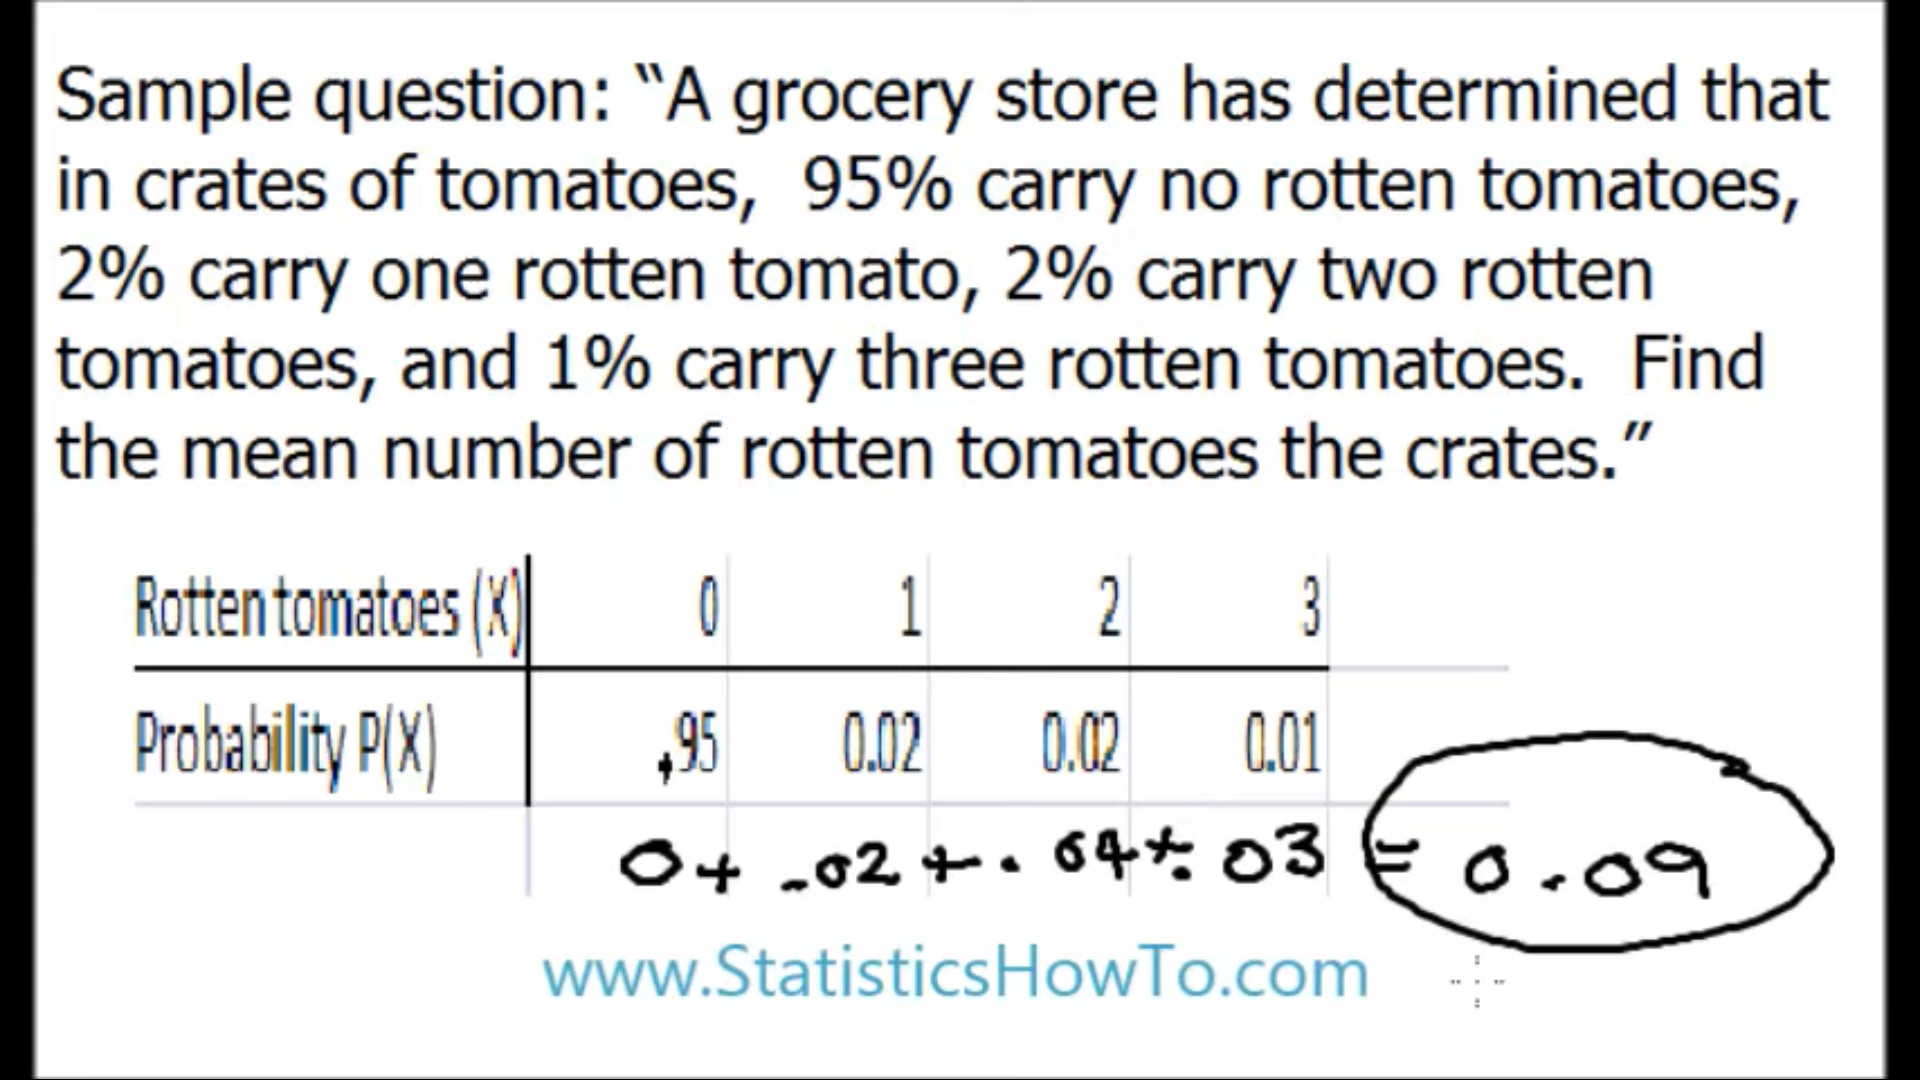 Sample question: “A grocery store has determined that
in crates of tomatoes,  95% carry no rotten tomatoes,
2% carry one rotten tomato, 2% carry two rotten
tomatoes, and 1% carry three rotten tomatoes.  Find
the mean number of rotten tomatoes the crates.”
Rotten tomatoes (X) 0 1 2 3
Probability P(X) .95 0.02 0.02 0.01
0 + .02 + .04 + .03 = 0.09
www.StatisticsHowTo.com